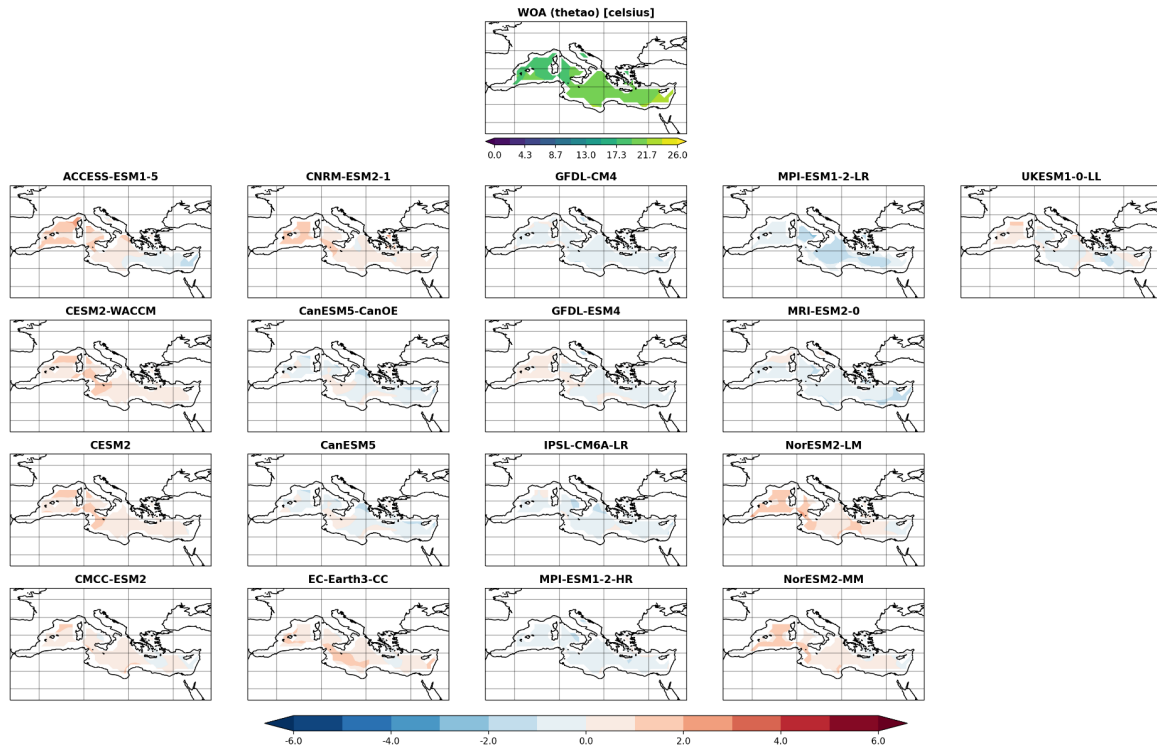 WOA (thetao) [celsius]
0.0 4.3 8.7 13.0 17.3 21.7 26.0
ACCESS-ESM1-5 CNRM-ESM2-1 GFDL-CM4 MPI-ESM1-2-LR UKESM1-0-LL
CESM2-WACCM CanESM5-CanOE GFDL-ESM4 MRI-ESM2-0
CESM2 CanESM5 IPSL-CM6A-LR NorESM2-LM
CMCC-ESM2 EC-Earth3-CC MPI-ESM1-2-HR NorESM2-MM
-6.0 -4.0 -2.0 0.0 2.0 4.0 6.0